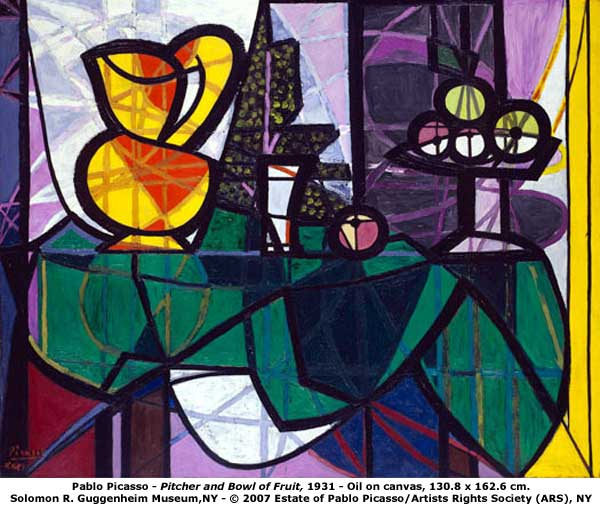 Picasso
Pablo Picasso - Pitcher and Bowl of Fruit, 1931 - Oil on canvas, 130.8 x 162.6 cm.
Solomon R. Guggenheim Museum,NY - © 2007 Estate of Pablo Picasso/Artists Rights Society (ARS), NY